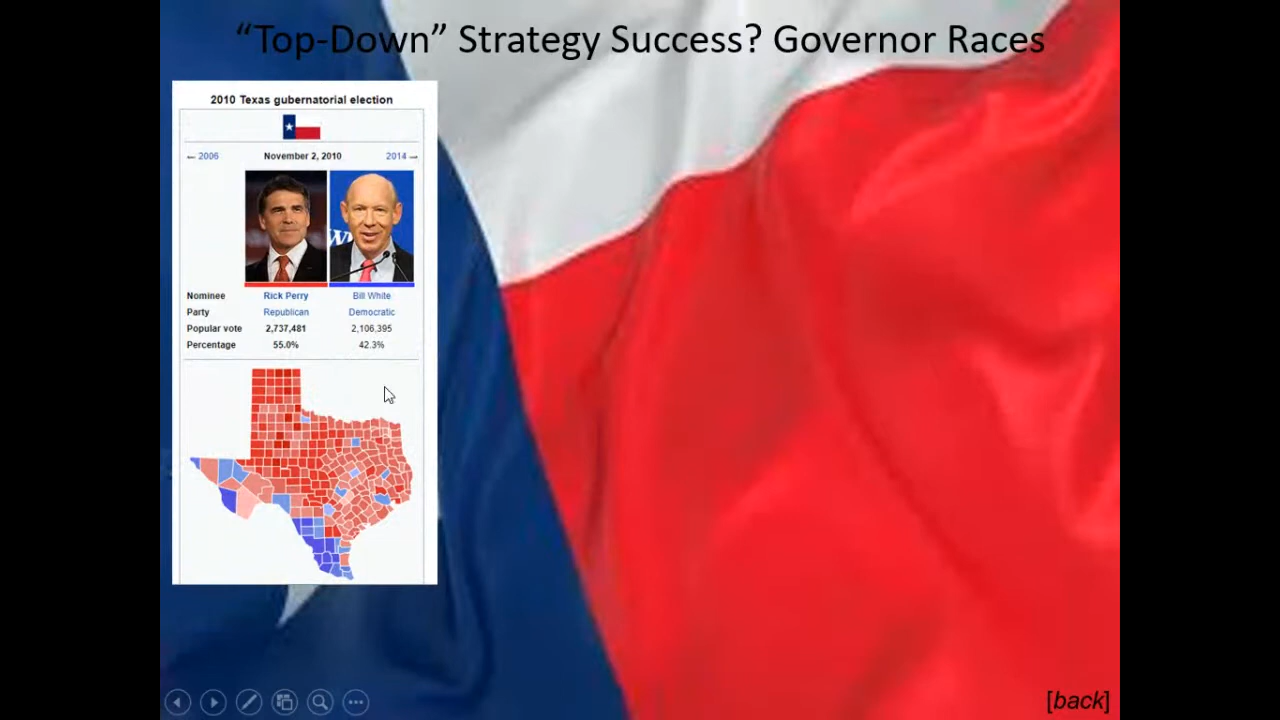 “Top-Down” Strategy Success? Governor Races
2010 Texas gubernatorial election
← 2006 November 2, 2010 2014 →
Nominee Rick Perry Bill White
Party Republican Democratic
Popular vote 2,737,481 2,106,395
Percentage 55.0% 42.3%
[back]